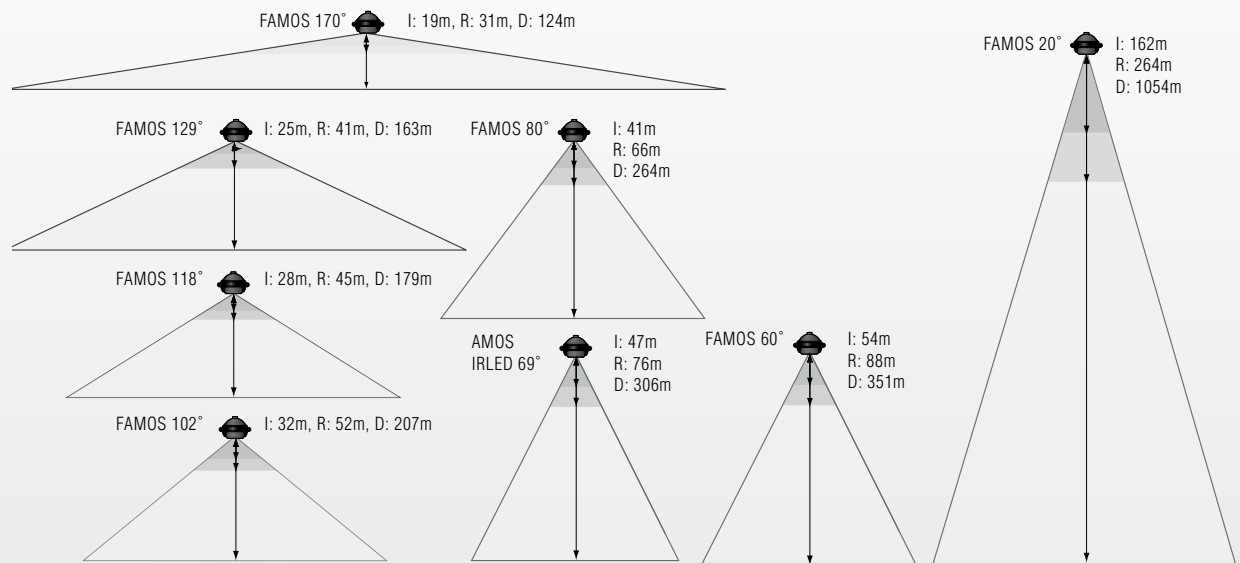 FAMOS 170° I: 19m, R: 31m, D: 124m
FAMOS 20° I: 162m
R: 264m
D: 1054m
FAMOS 129° I: 25m, R: 41m, D: 163m
FAMOS 80° I: 41m
R: 66m
D: 264m
FAMOS 118° I: 28m, R: 45m, D: 179m
AMOS
IRLED 69°
I: 47m
R: 76m
D: 306m
FAMOS 60° I: 54m
R: 88m
D: 351m
FAMOS 102° I: 32m, R: 52m, D: 207m